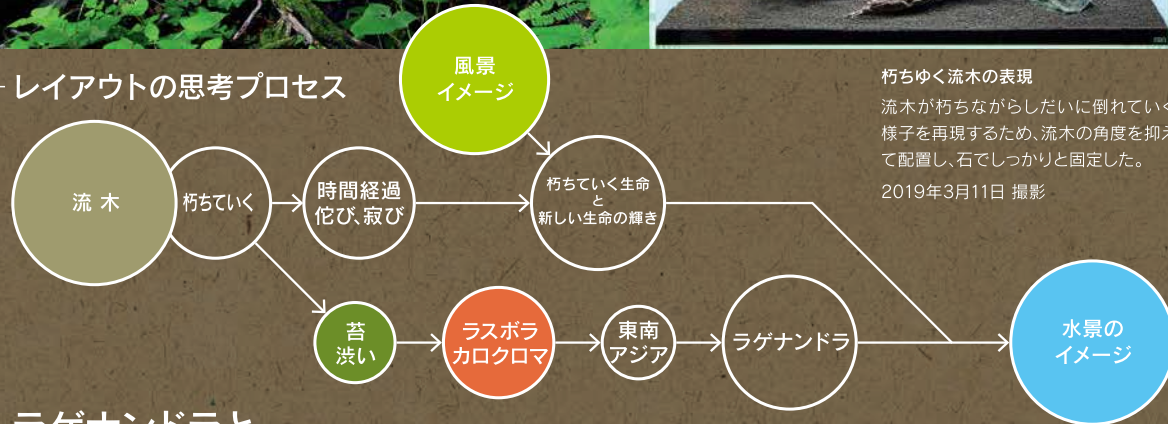 レイアウトの思考プロセス
風景
イメージ
朽ちゆく流木の表現
流木が朽ちながらしだいに倒れていく
様子を再現するため、流木の角度を抑え
て配置し、石でしっかりと固定した。
2019年3月11日 撮影
流 木
朽ちていく
時間経過
侘び、寂び
朽ちていく生命
と
新しい生命の輝き
苔
渋い
ラスボラ
カロクロマ
東南
アジア
ラゲナンドラ
水景の
イメージ
ラゲナンドラと